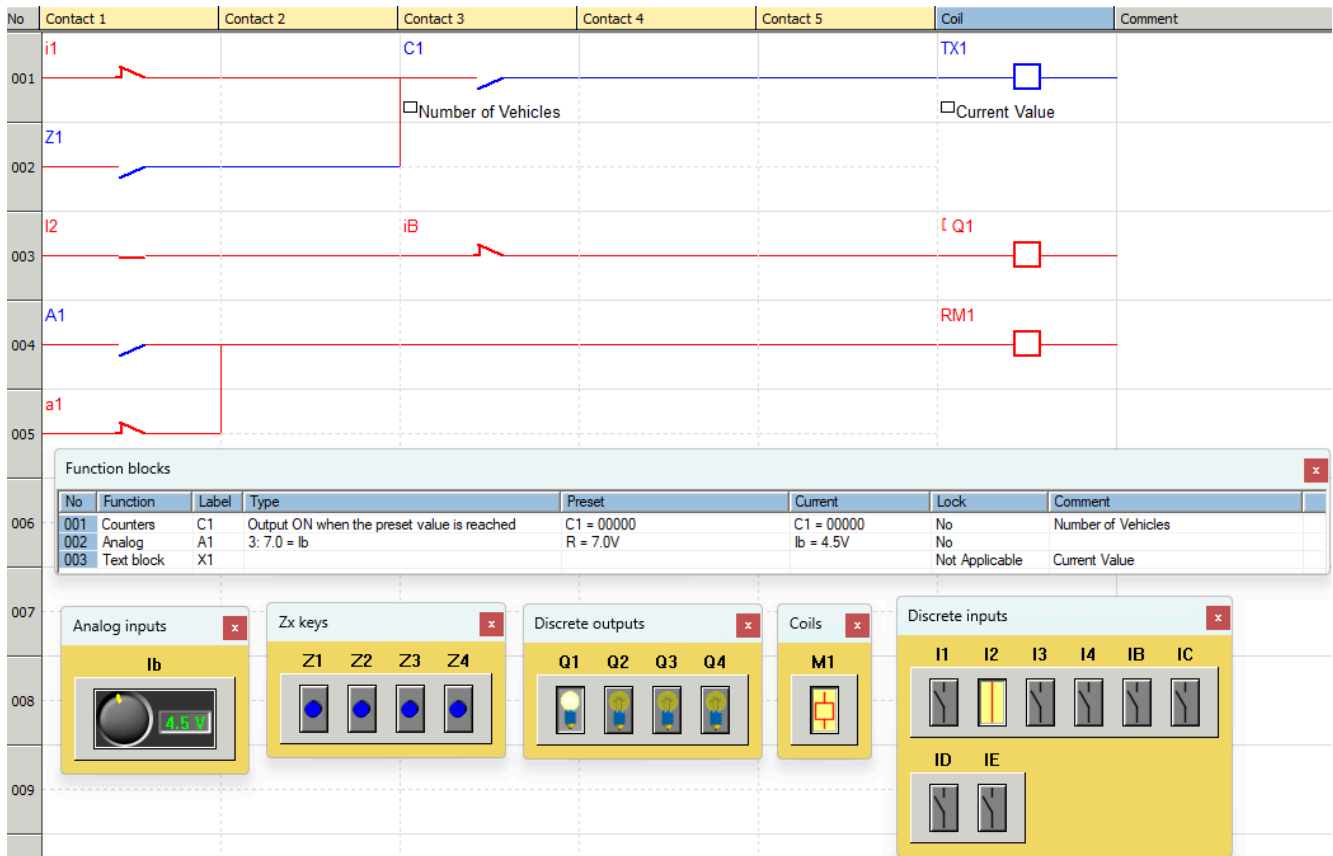 No Contact 1 Contact 2 Contact 3 Contact 4 Contact 5 Coil Comment
i1 C1 TX1
001
Number of Vehicles Current Value
Z1
002
I2 iB [ Q1
003
A1 RM1
004
a1
005
Function blocks x
No Function Label Type Preset Current Lock Comment
006 001 Counters C1 Output ON when the preset value is reached C1 = 00000 C1 = 00000 No Number of Vehicles
002 Analog A1 3: 7.0 = Ib R = 7.0V Ib = 4.5V No
003 Text block X1 Not Applicable Current Value
007
Analog inputs x Zx keys x Discrete outputs x Coils x Discrete inputs x
Ib Z1 Z2 Z3 Z4 Q1 Q2 Q3 Q4 M1 I1 I2 I3 I4 IB IC
008 4.5 V
ID IE
009